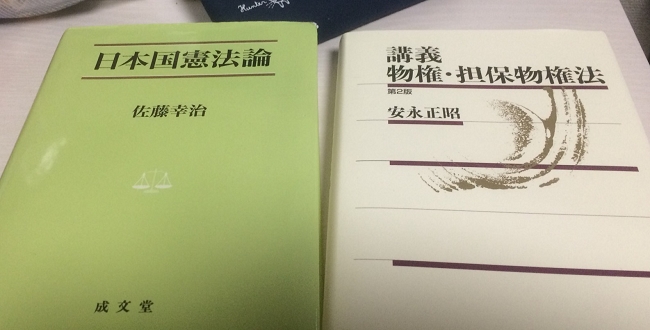 Hunter
日本国憲法論
佐藤幸治
成文堂
講義
物権・担保物権法
第2版
安永正昭